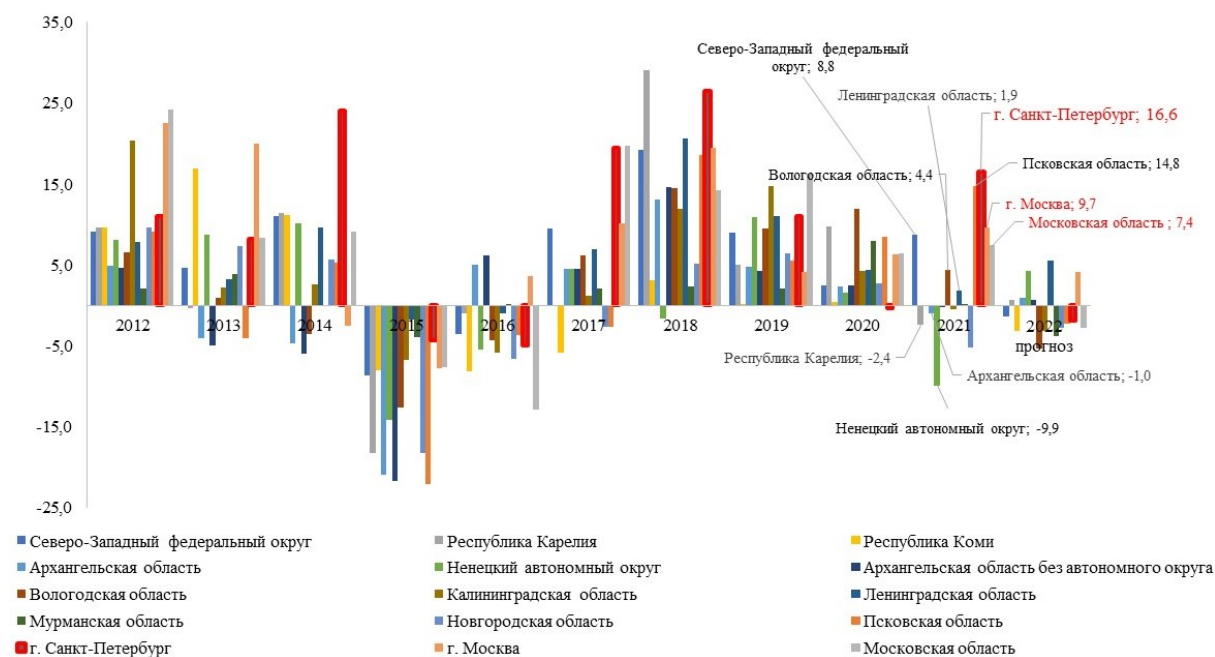 35,0
25,0
15,0
5,0
-5,0
-15,0
-25,0
Северо-Западный федеральный
округ; 8,8
Ленинградская область; 1,9
г. Санкт-Петербург; 16,6
Псковская область; 14,8
Вологодская область; 4,4
г. Москва; 9,7
Московская область ; 7,4
2012
2013
2014
2015
2016
2017
2018
2019
2020
2021
2022
прогноз
Республика Карелия; -2,4
Архангельская область; -1,0
Ненецкий автономный округ; -9,9
Северо-Западный федеральный округ
Республика Карелия
Республика Коми
Архангельская область
Ненецкий автономный округ
Архангельская область без автономного округа
Вологодская область
Калининградская область
Ленинградская область
Мурманская область
Новгородская область
Псковская область
г. Санкт-Петербург
г. Москва
Московская область